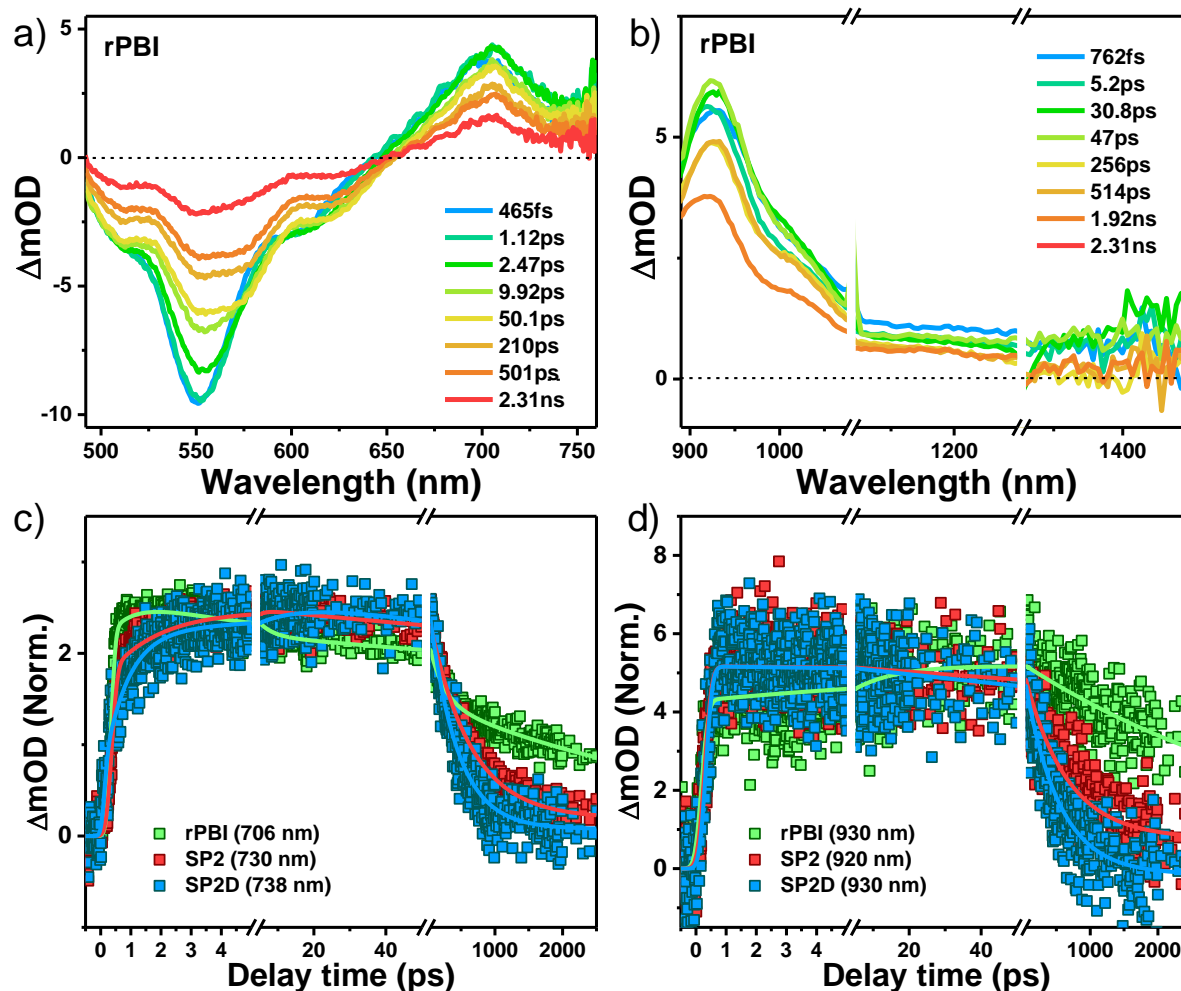 a)
rPBI
5
0
-5
-10
ΔmOD
465fs
1.12ps
2.47ps
9.92ps
50.1ps
210ps
501ps
2.31ns
500 550 600 650 700 750
Wavelength (nm)
b)
rPBI
5
0
ΔmOD
762fs
5.2ps
30.8ps
47ps
256ps
514ps
1.92ns
2.31ns
900 1000 1200 1400
Wavelength (nm)
c)
2
0
ΔmOD (Norm.)
rPBI (706 nm)
SP2 (730 nm)
SP2D (738 nm)
0 1 2 3 4 20 40 1000 2000
Delay time (ps)
d)
8
6
4
2
0
ΔmOD (Norm.)
rPBI (930 nm)
SP2 (920 nm)
SP2D (930 nm)
0 1 2 3 4 20 40 1000 2000
Delay time (ps)